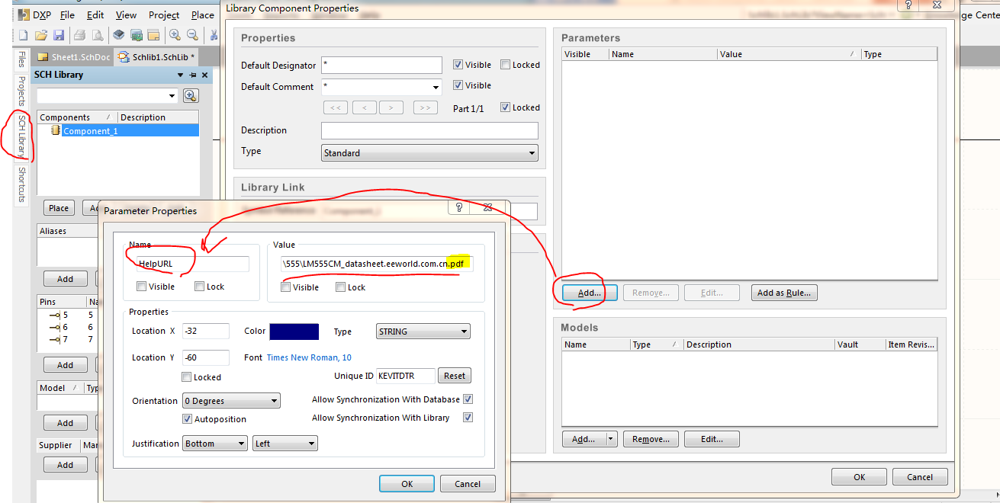 DXP File Edit View Project Place
Library Component Properties
ge Cente
Files
Projects
SCH Library
Shortcuts
Sheet1.SchDoc Schlib1.SchLib *
SCH Library
Components Description
Component_1
Place
Aliases
Add
Pins Na
5 5
6 6
7 7
Add
Model Typ
Add
Supplier Man
Add
Properties
Default Designator * Visible Locked
Default Comment * Visible
<< < > >> Part 1/1 Locked
Description
Type Standard
Library Link
Parameters
Visible Name Value Type
Add... Remove... Edit... Add as Rule...
Models
Name Type Description Vault Item Revis...
Add... Remove... Edit...
OK Cancel
Parameter Properties
Name
HelpURL
Visible Lock
Value
\555\LM555CM_datasheet.eeworld.com.cn.pdf
Visible Lock
Properties
Location X -32 Color Type STRING
Location Y -60 Font Times New Roman, 10
Locked Unique ID KEVITDTR Reset
Orientation 0 Degrees Allow Synchronization With Database
Autoposition Allow Synchronization With Library
Justification Bottom Left
OK Cancel